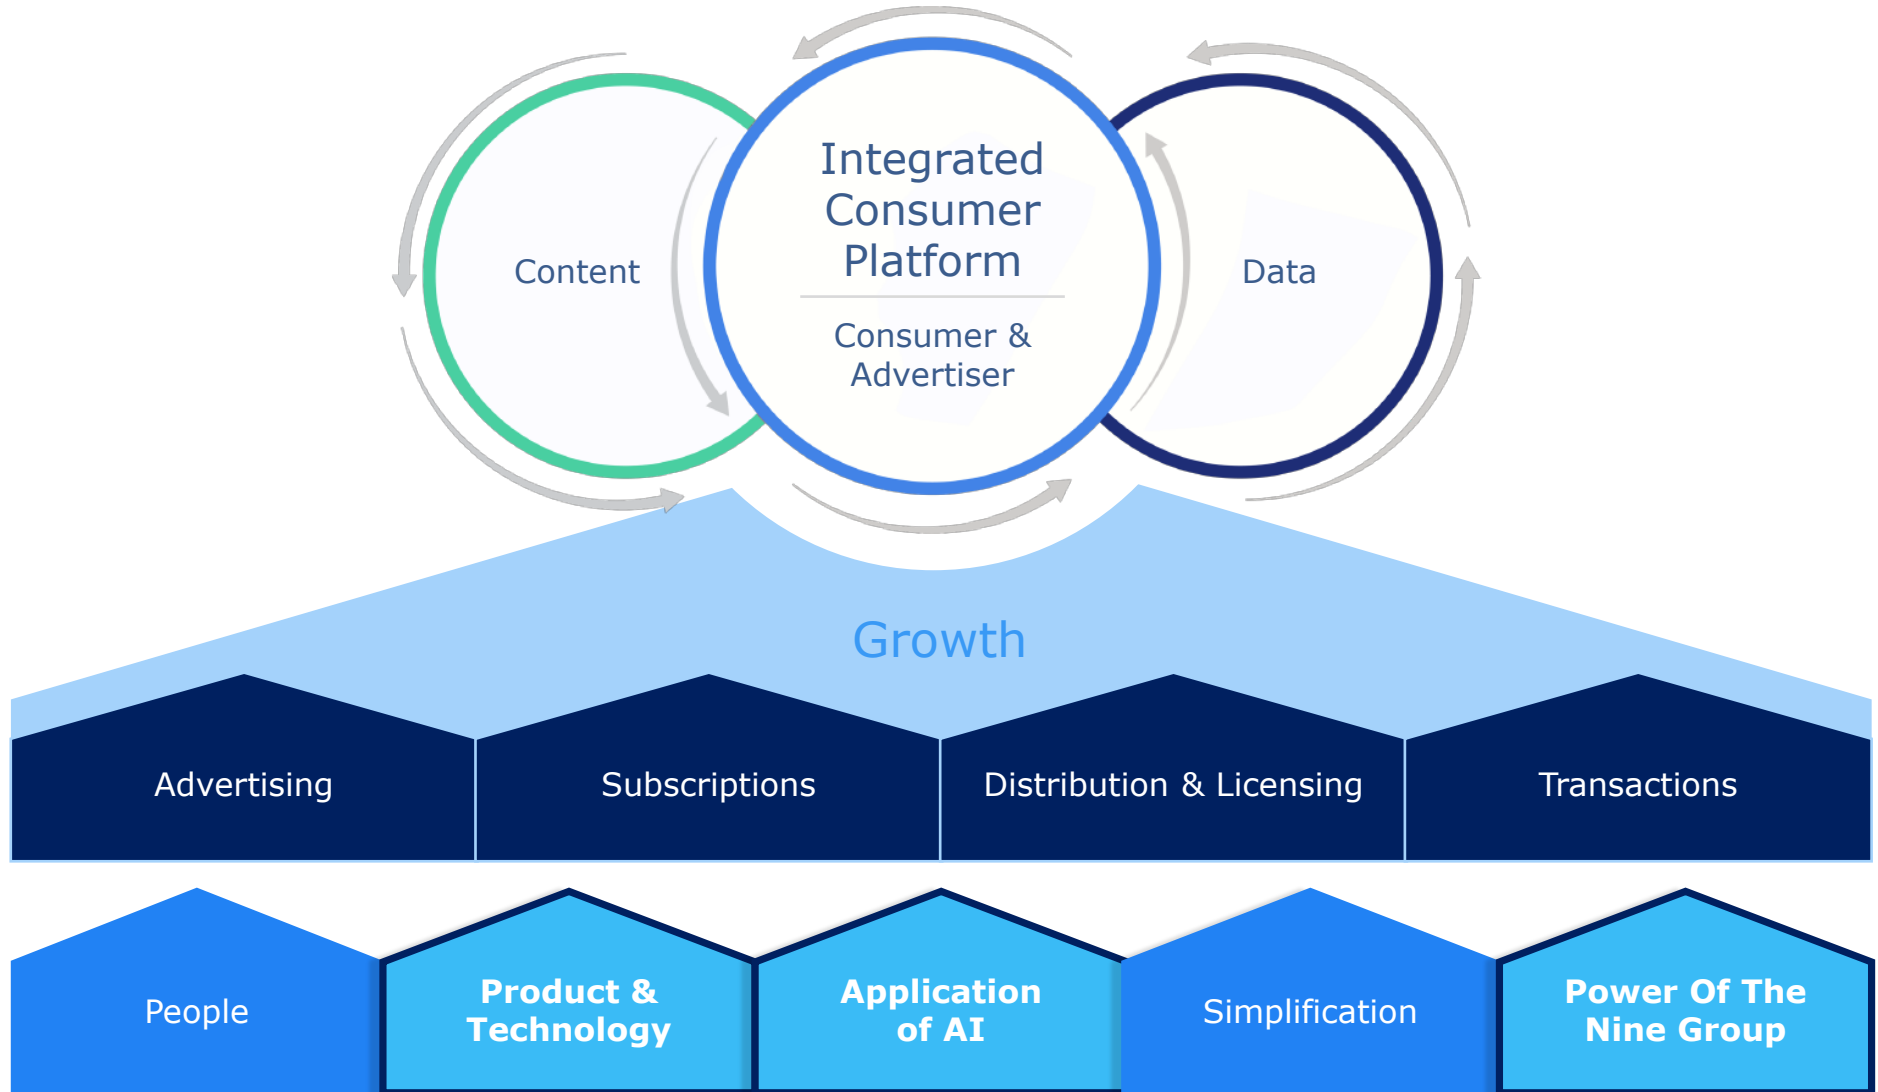 Integrated
Consumer
Platform
Content
Data
Consumer &
Advertiser
Growth
Advertising
Subscriptions
Distribution & Licensing
Transactions
People
Product &
Technology
Application
of AI
Simplification
Power Of The
Nine Group